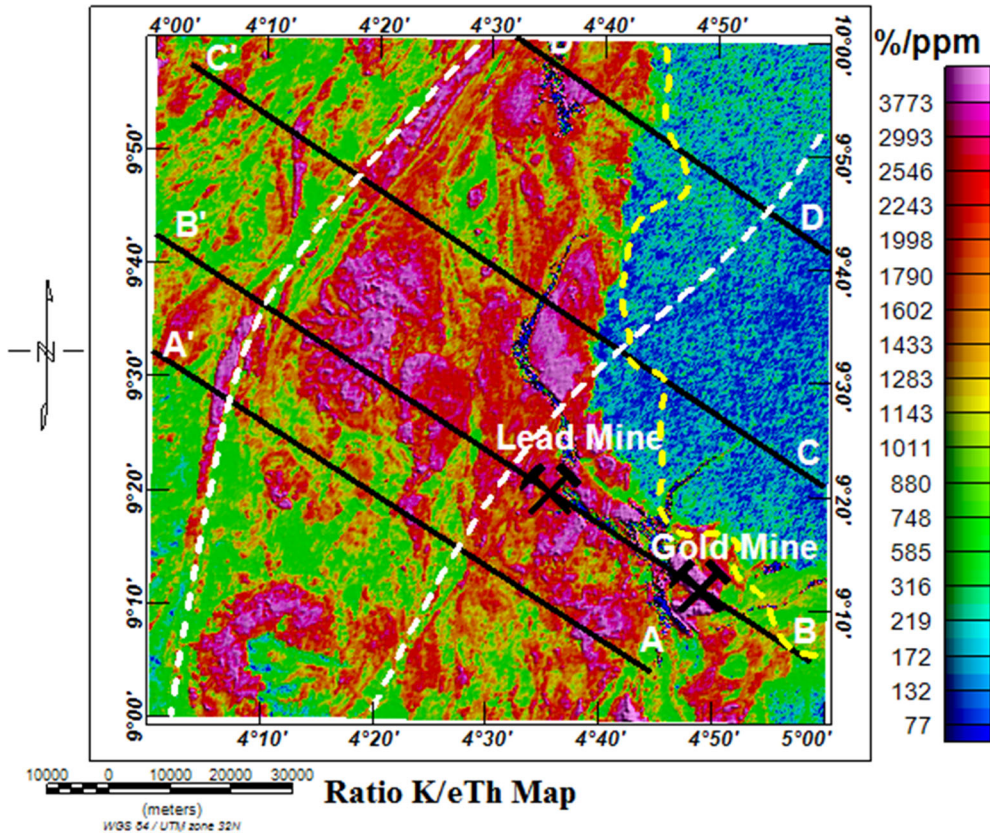 4°00' 4°10' 4°20' 4°30' 4°40' 4°50' 10°00'
%/ppm
C'
D'
3773
2993
2546
2243
1998
1790
1602
1433
1283
1143
1011
880
748
585
316
219
172
132
77
9°50'
9°50'
B'
D
9°40'
9°40'
N
A'
9°30'
9°30'
Lead Mine
C
9°20'
9°20'
Gold Mine
9°10'
9°10'
A
B
9°00'
4°10' 4°20' 4°30' 4°40' 4°50' 5°00'
10000 0 10000 20000 30000
(meters)
WGS 84 / UTM zone 32N
Ratio K/eTh Map